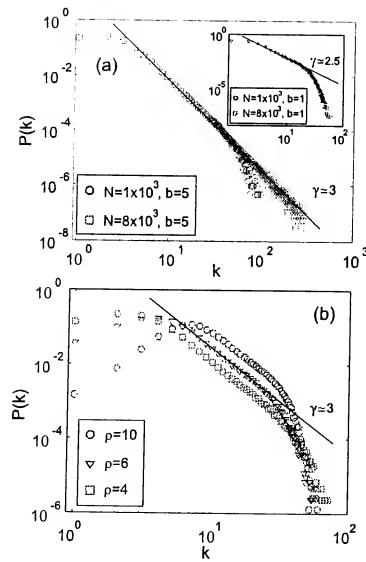 10^0
10^-2
10^-4
10^-6
10^-8
P(k)
(a)
10^0
10^-5
γ≃2.5
N=1x10^3, b=1
N=8x10^3, b=1
10^1
10^2
N=1x10^3, b=5
N=8x10^3, b=5
γ≃3
10^0
10^1
10^2
10^3
k
10^0
10^-2
10^-4
10^-6
P(k)
(b)
γ≃3
ρ=10
ρ=6
ρ=4
10^0
10^1
10^2
k